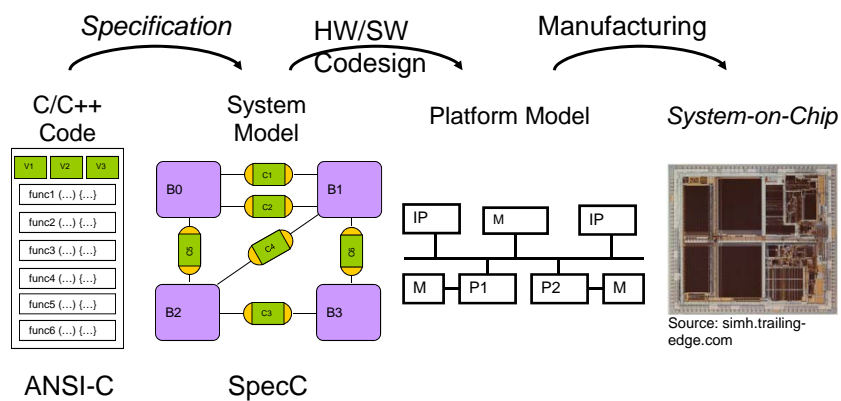 Specification
HW/SW
Codesign
Manufacturing
C/C++
Code
System
Model
Platform Model
System-on-Chip
V1 V2 V3
func1 (...) {...}
func2 (...) {...}
func3 (...) {...}
func4 (...) {...}
func5 (...) {...}
func6 (...) {...}
B0
C1
C2
B1
C5
C4
C6
B2
C3
B3
IP
M
IP
M
P1
P2
M
Source: simh.trailing-
edge.com
ANSI-C
SpecC